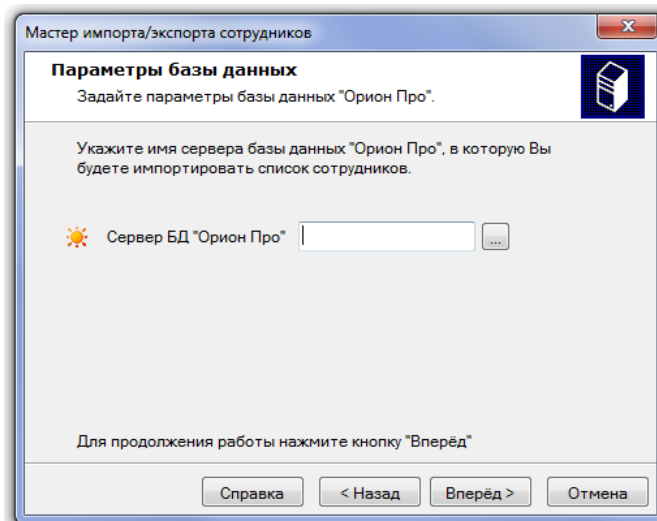 Мастер импорта/экспорта сотрудников
Параметры базы данных
Задайте параметры базы данных "Орион Про".
Укажите имя сервера базы данных "Орион Про", в которую Вы
будете импортировать список сотрудников.
Сервер БД "Орион Про"
...
Для продолжения работы нажмите кнопку "Вперёд"
Справка < Назад Вперёд > Отмена